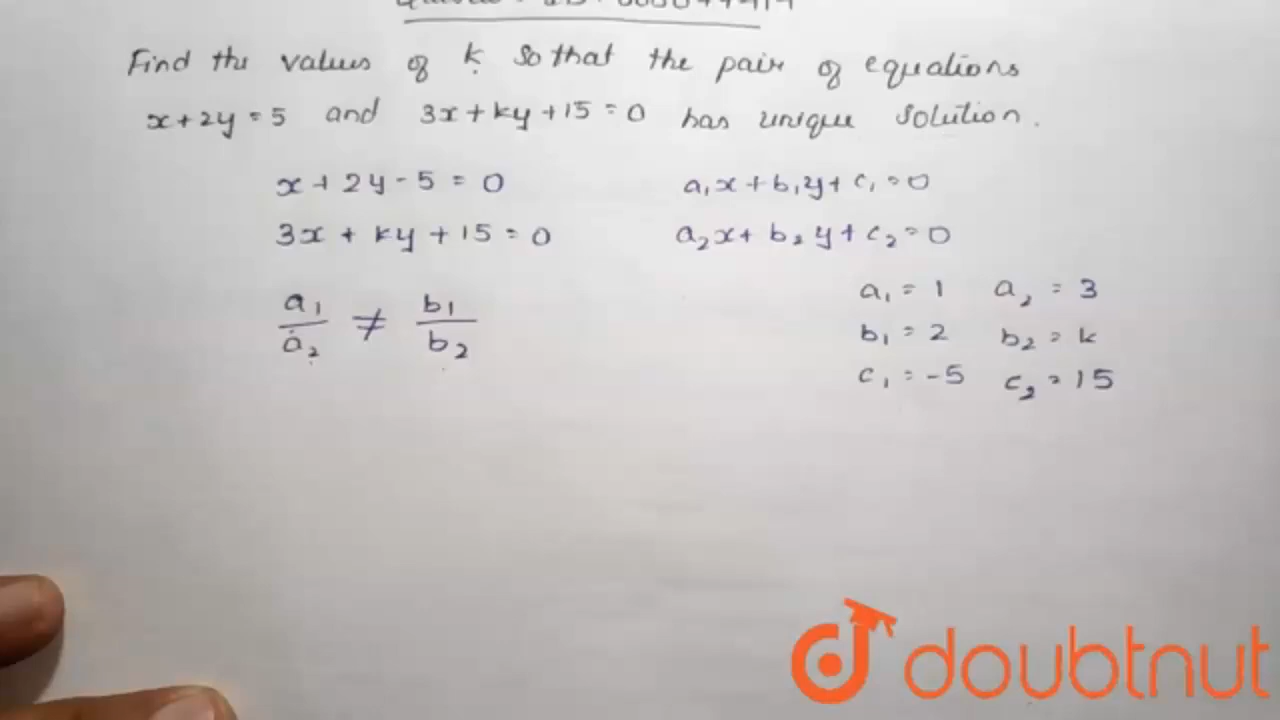 Find the values of k so that the pair of equations
x + 2y = 5 and 3x + ky + 15 = 0 has unique solution.
x + 2y - 5 = 0
3x + ky + 15 = 0
a₁x + b₁y + c₁ = 0
a₂x + b₂y + c₂ = 0
a₁/a₂ ≠ b₁/b₂
a₁ = 1 a₂ = 3
b₁ = 2 b₂ = k
c₁ = -5 c₂ = 15
doubtnut